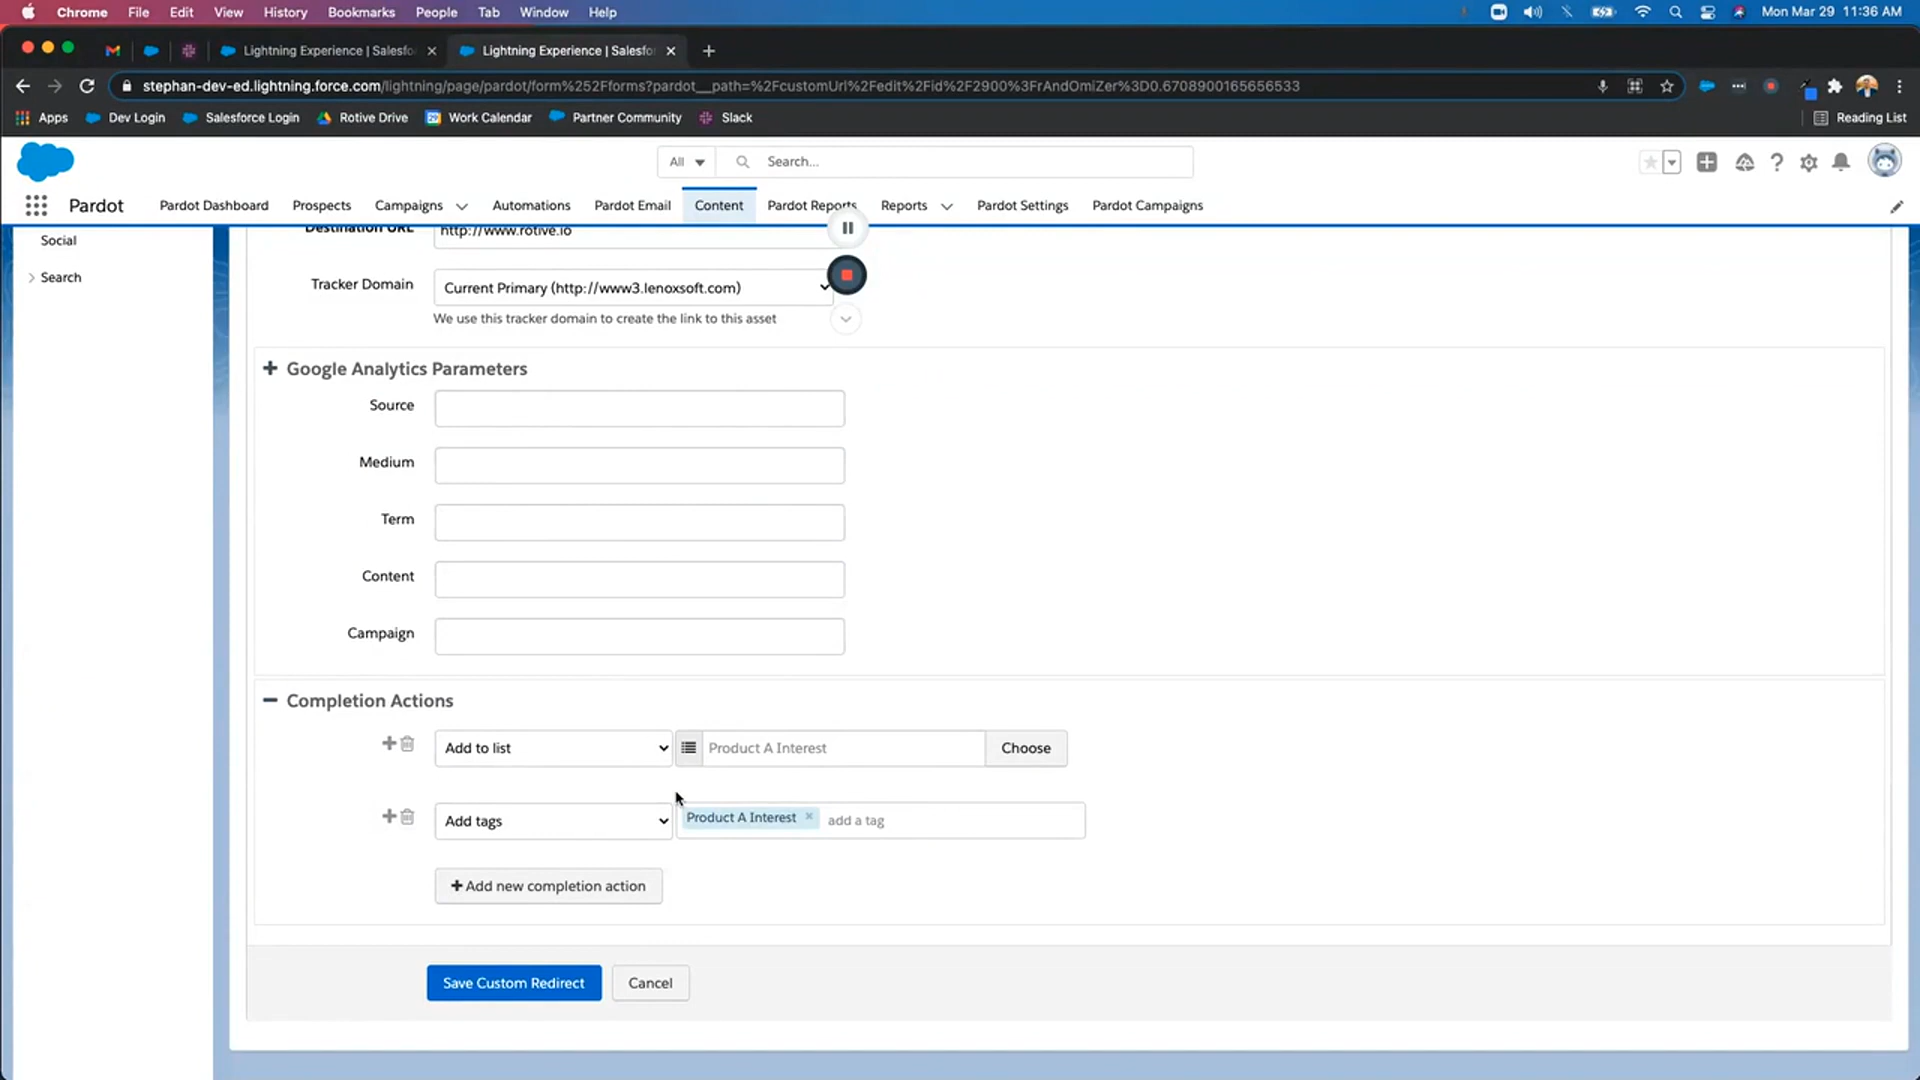 Chrome File Edit View History Bookmarks People Tab Window Help Mon Mar 29 11:36 AM
Lightning Experience | Salesfo Lightning Experience | Salesfor
stephan-dev-ed.lightning.force.com/lightning/page/pardot/form%252Fforms?pardot__path=%2FcustomUrl%2Fedit%2Fid%2F2900%3FrAndOmiZer%3D0.6708900165656533
Apps Dev Login Salesforce Login Rotive Drive Work Calendar Partner Community Slack Reading List
All Search...
Pardot Pardot Dashboard Prospects Campaigns Automations Pardot Email Content Pardot Reports Reports Pardot Settings Pardot Campaigns
Social
Search
Destination URL http://www.rotive.io
Tracker Domain Current Primary (http://www3.lenoxsoft.com)
We use this tracker domain to create the link to this asset
Google Analytics Parameters
Source
Medium
Term
Content
Campaign
Completion Actions
Add to list Product A Interest Choose
Add tags Product A Interest × add a tag
+ Add new completion action
Save Custom Redirect Cancel